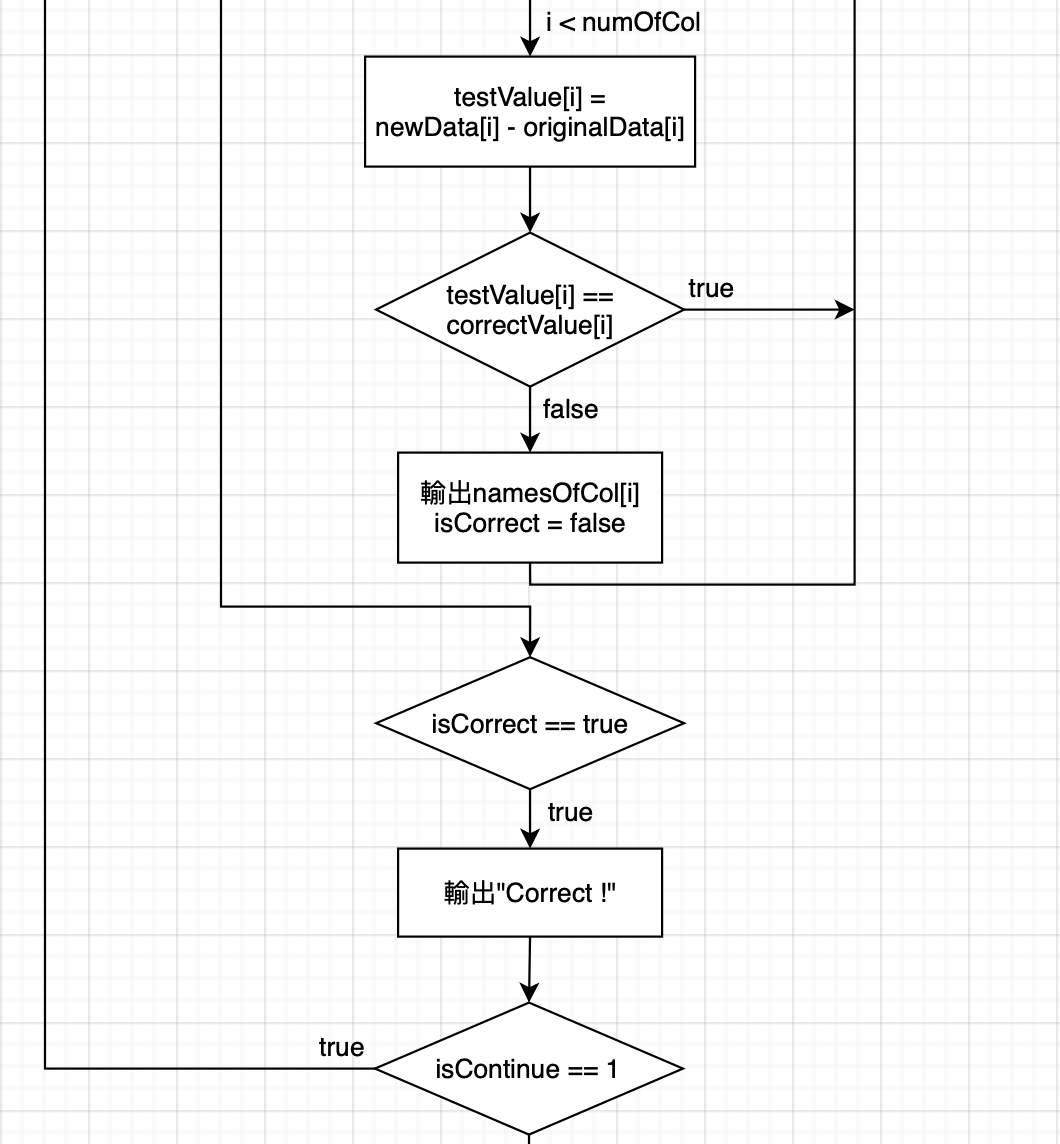 i < numOfCol
testValue[i] =
newData[i] - originalData[i]
testValue[i] ==
correctValue[i]
true
false
輸出namesOfCol[i]
isCorrect = false
isCorrect == true
true
輸出"Correct !"
true
isContinue == 1